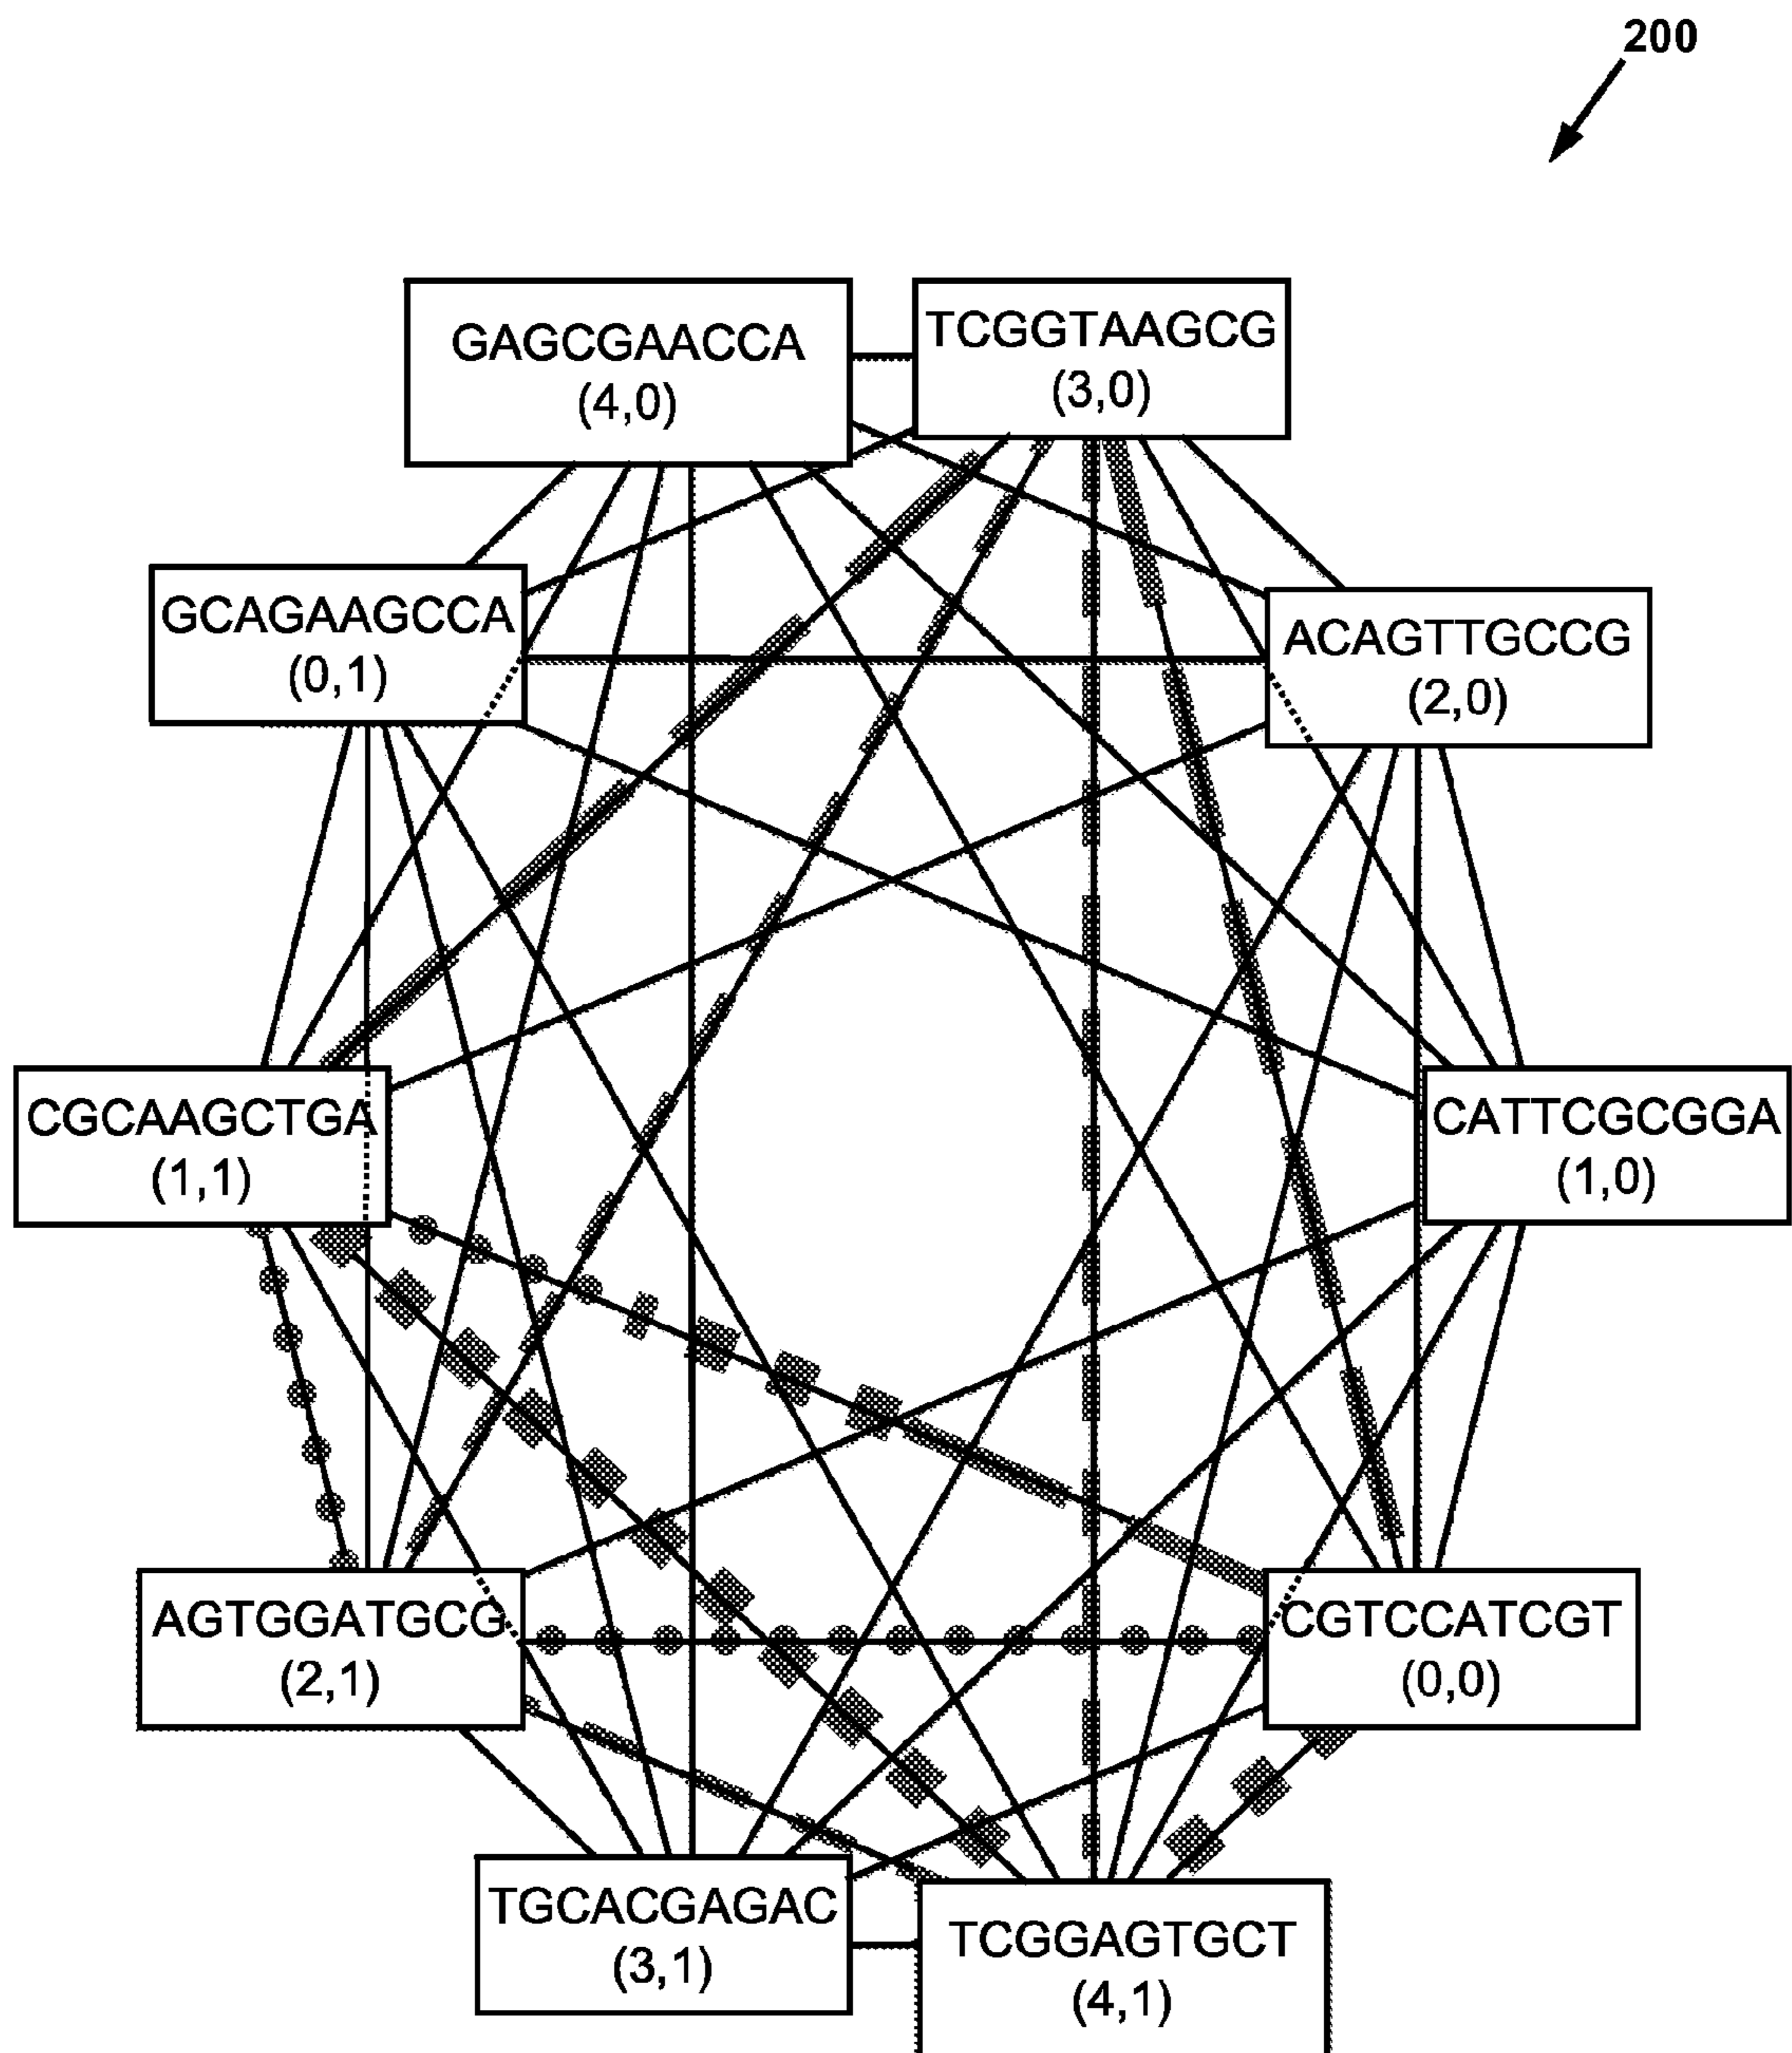 200
GAGCGAACCA
(4,0)
TCGGTAAGCG
(3,0)
GCAGAAGCCA
(0,1)
ACAGTTGCCG
(2,0)
CGCAAGCTGA
(1,1)
CATTCGCGGA
(1,0)
AGTGGATGCG
(2,1)
CGTCCATCGT
(0,0)
TGCACGAGAC
(3,1)
TCGGAGTGCT
(4,1)